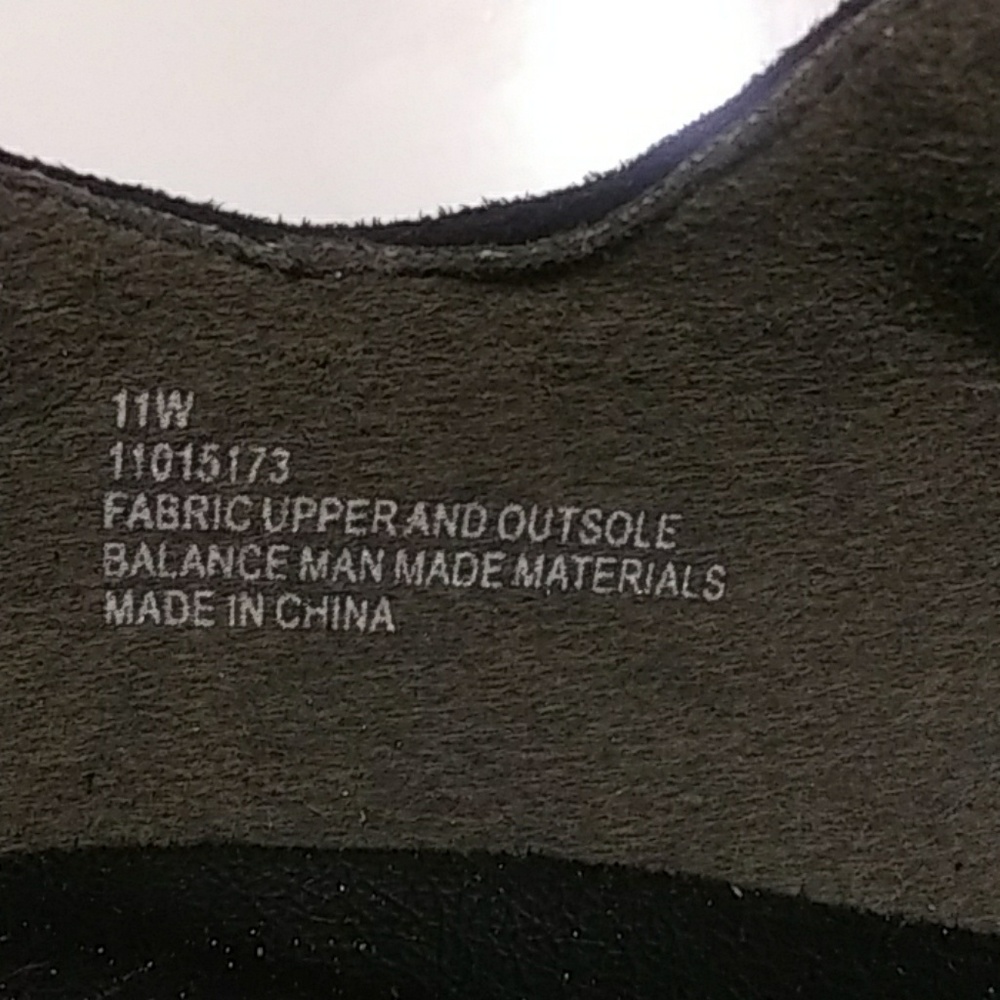 11W
11015173
FABRIC UPPER AND OUTSOLE
BALANCE MAN MADE MATERIALS
MADE IN CHINA